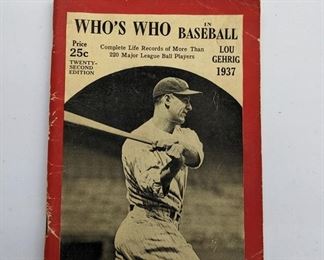 WHO'S WHO IN BASEBALL
Price
25c
TWENTY-
SECOND
EDITION
Complete Life Records of More Than
220 Major League Ball Players
LOU
GEHRIG
1937